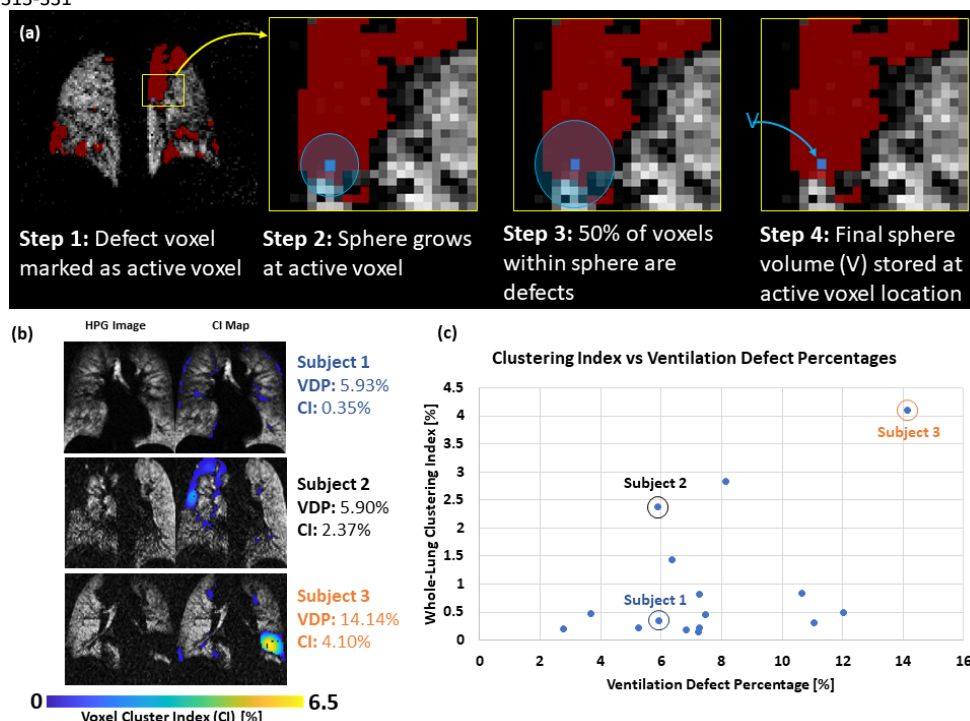 (a)
Step 1: Defect voxel
marked as active voxel
Step 2: Sphere grows
at active voxel
Step 3: 50% of voxels
within sphere are
defects
V
Step 4: Final sphere
volume (V) stored at
active voxel location
(b)
HPG Image
CI Map
Subject 1
VDP: 5.93%
CI: 0.35%
Subject 2
VDP: 5.90%
CI: 2.37%
Subject 3
VDP: 14.14%
CI: 4.10%
0
6.5
Voxel Cluster Index (CI) [%]
(c)
Clustering Index vs Ventilation Defect Percentages
Whole-Lung Clustering Index [%]
4.5
4
3.5
3
2.5
2
1.5
1
0.5
0
Subject 3
Subject 2
Subject 1
0 2 4 6 8 10 12 14 16
Ventilation Defect Percentage [%]